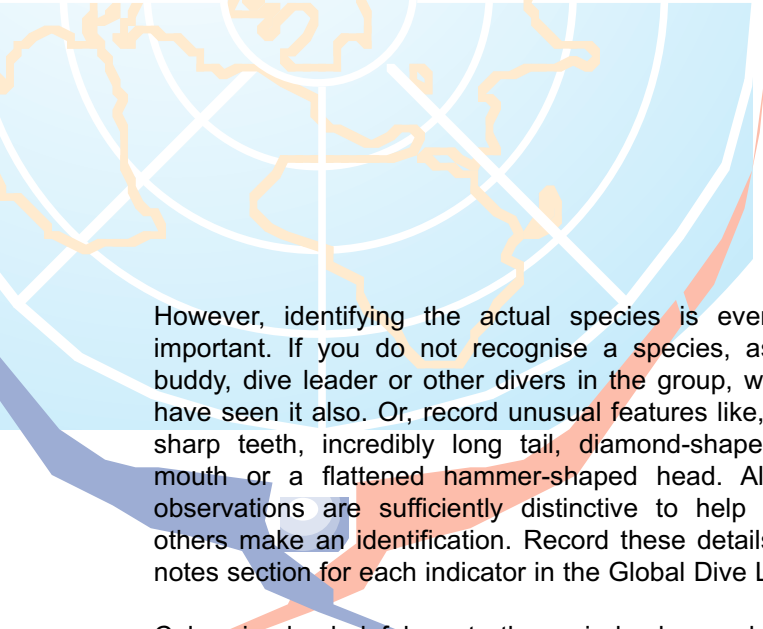 However, identifying the actual species is even
important. If you do not recognise a species, as
buddy, dive leader or other divers in the group, w
have seen it also. Or, record unusual features like,
sharp teeth, incredibly long tail, diamond-shape
mouth or a flattened hammer-shaped head. Al
observations are sufficiently distinctive to help
others make an identification. Record these details
notes section for each indicator in the Global Dive L